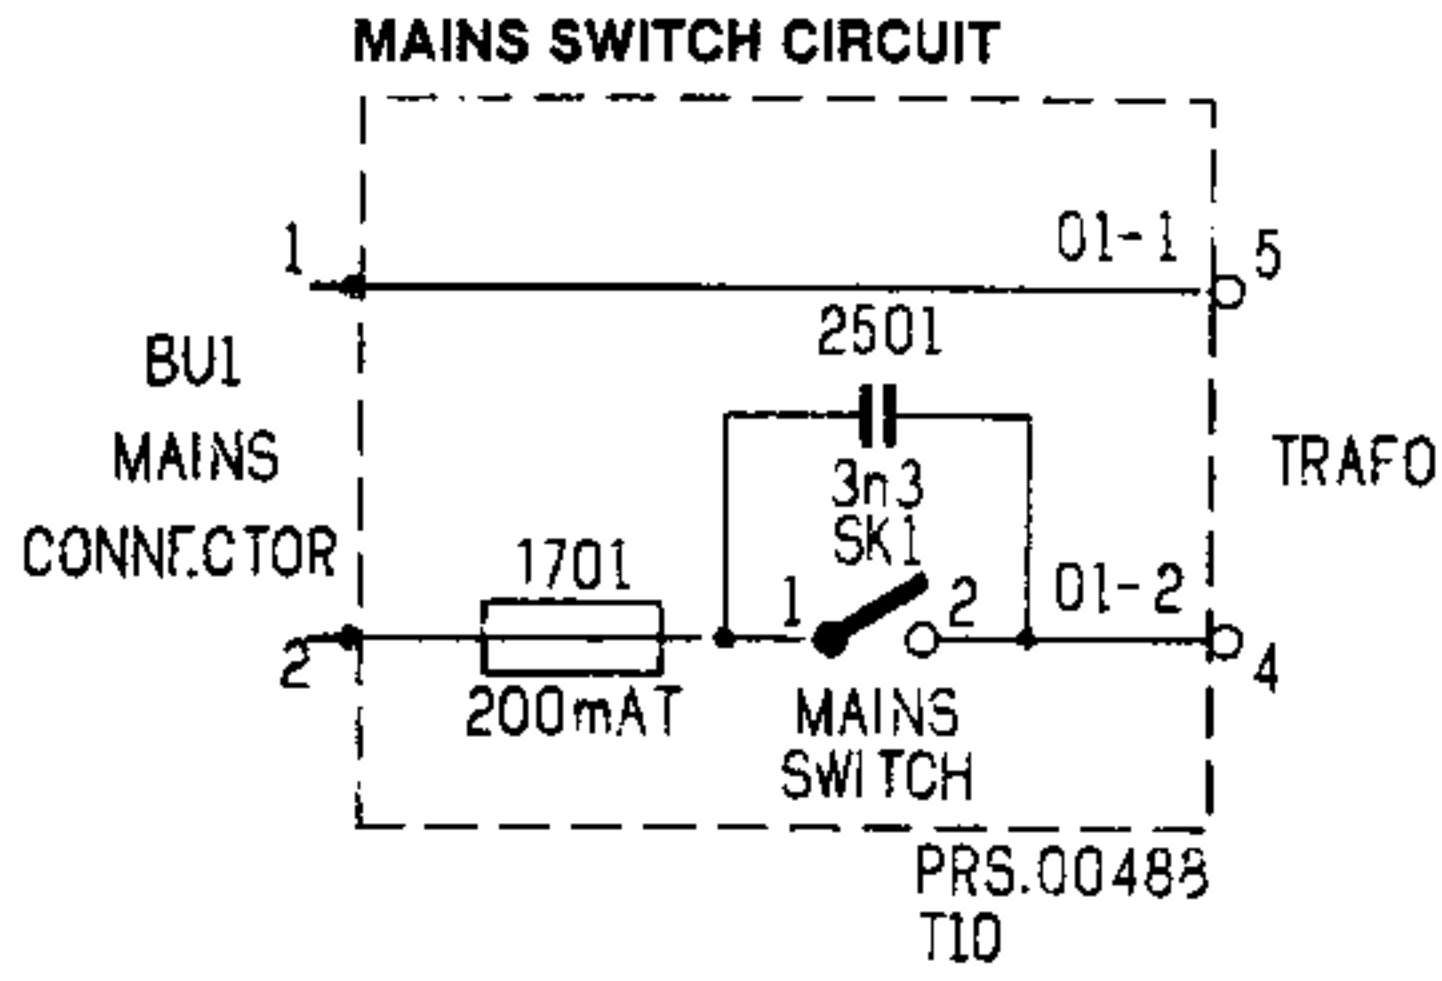 MAINS SWITCH CIRCUIT
1
01-1
5
2501
BU1
MAINS
CONNECTOR
TRAFO
3n3
SK1
1701
1
2
01-2
2
4
200mAT
MAINS
SWITCH
PRS.00488
T10